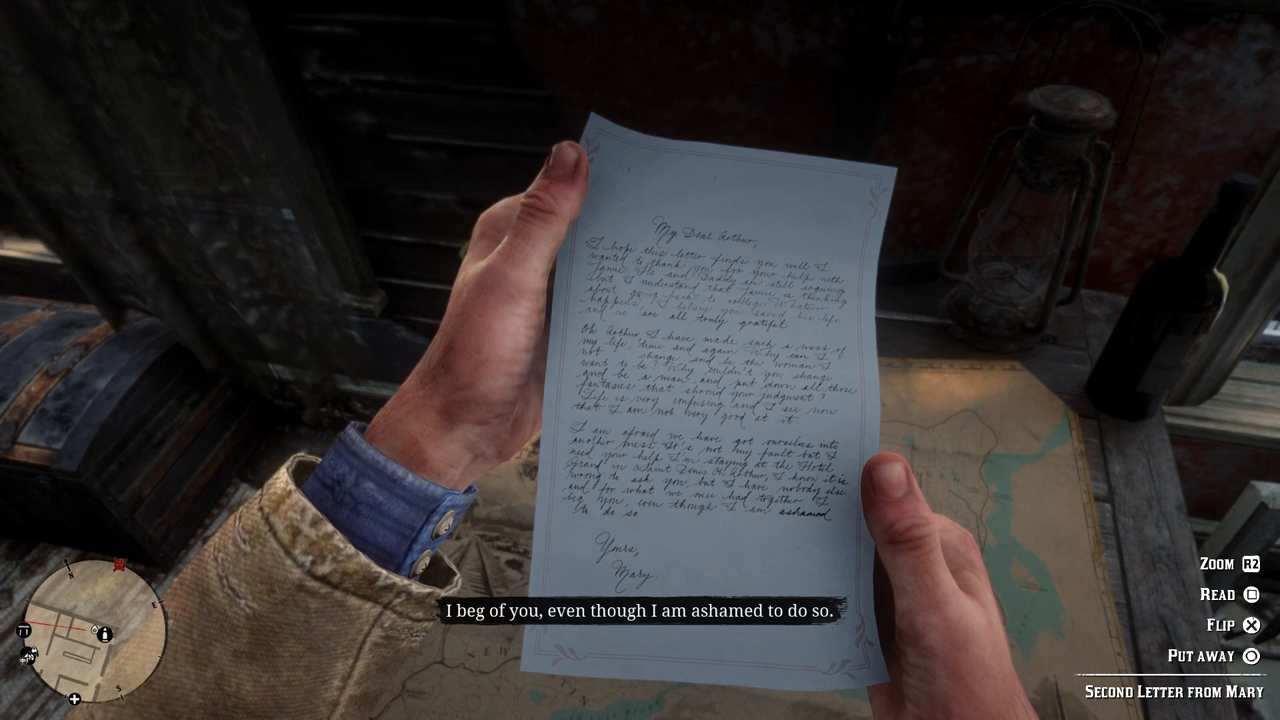 My Dear Arthur,
I hope this letter finds you well I
wanted to thank you for your help with
Jamie. He and Daddy are still arguing
but I understand that Jamie is thinking
about going back to college. Whatever
happens, I believe you saved his life
and we are all truly grateful
Oh Arthur, I have made such a mess of
my life, time and again Why can I
not change and be the woman I
want to be? Why couldn't you change
and be a man and put down all those
fantasies that shored your judgment?
Life is very confusing and I see now
that I am not very good at it.
I am afraid we have got ourselves into
another mess It's not my fault but I
need your help I'm staying at the Hotel
Grand in Saint Denis. Oh Arthur, I know it is
wrong to ask you, but I have nobody else
and for what we once had together I
beg you, even though I am ashamed
to do so
Yours,
Mary.
I beg of you, even though I am ashamed to do so.
NEW
N
E
S
ZOOM R2
READ
FLIP
PUT AWAY
SECOND LETTER FROM MARY